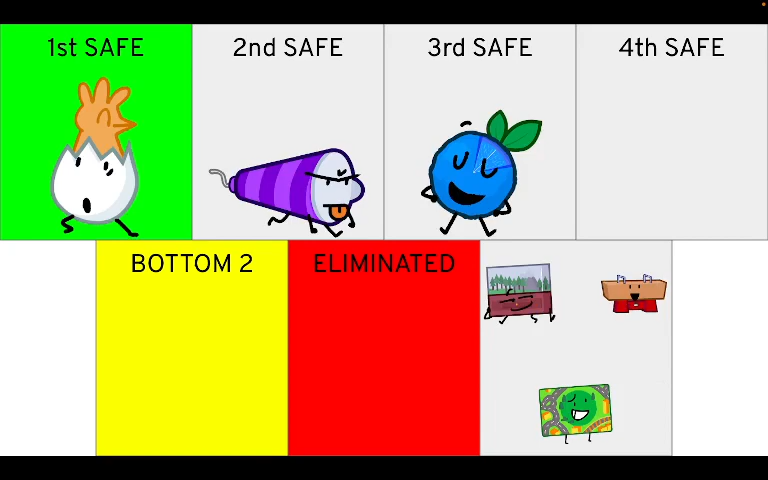 1st SAFE
2nd SAFE
3rd SAFE
4th SAFE
BOTTOM 2
ELIMINATED